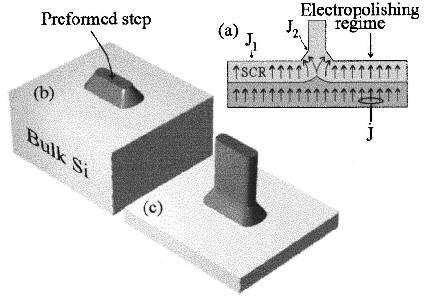 Preformed step
Electropolishing
regime
(a)
J1
J2
SCR
J
(b)
Bulk Si
(c)